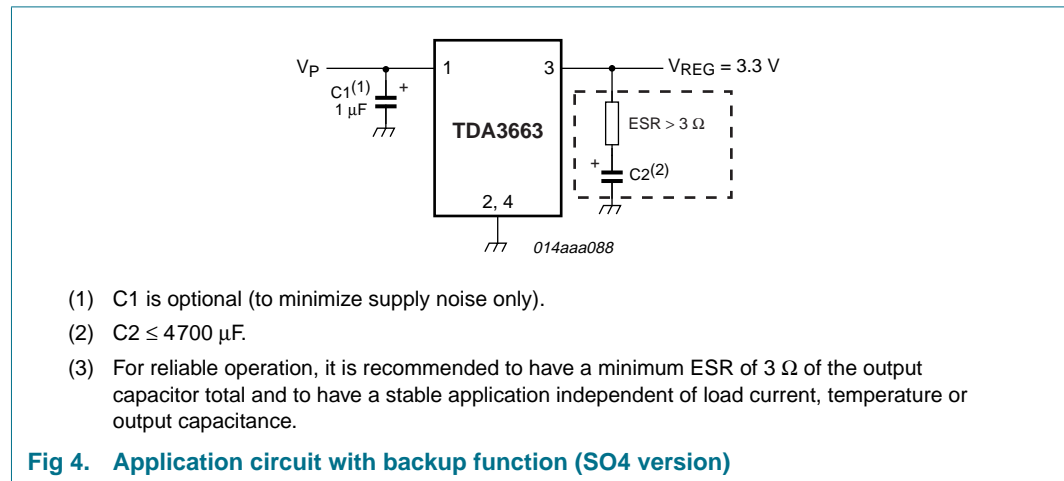 VP
1
3
VREG = 3.3 V
C1(1)
+
1 μF
TDA3663
ESR > 3 Ω
+
C2(2)
2, 4
014aaa088
(1) C1 is optional (to minimize supply noise only).
(2) C2 ≤ 4700 μF.
(3) For reliable operation, it is recommended to have a minimum ESR of 3 Ω of the output
capacitor total and to have a stable application independent of load current, temperature or
output capacitance.
Fig 4. Application circuit with backup function (SO4 version)